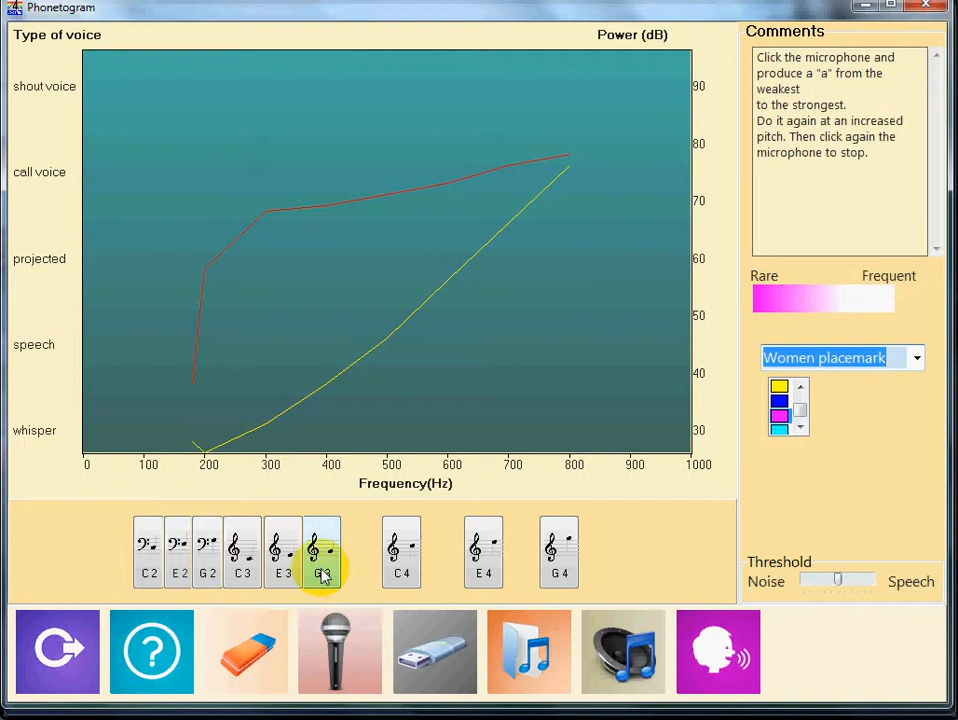 Phonetogram
Type of voice
Power (dB)
Comments
shout voice
call voice
projected
speech
whisper
90
80
70
60
50
40
30
0 100 200 300 400 500 600 700 800 900 1000
Frequency(Hz)
Click the microphone and
produce a "a" from the
weakest
to the strongest.
Do it again at an increased
pitch. Then click again the
microphone to stop.
Rare Frequent
Women placemark
C 2 E 2 G 2 C 3 E 3 G 3 C 4 E 4 G 4
Threshold
Noise Speech